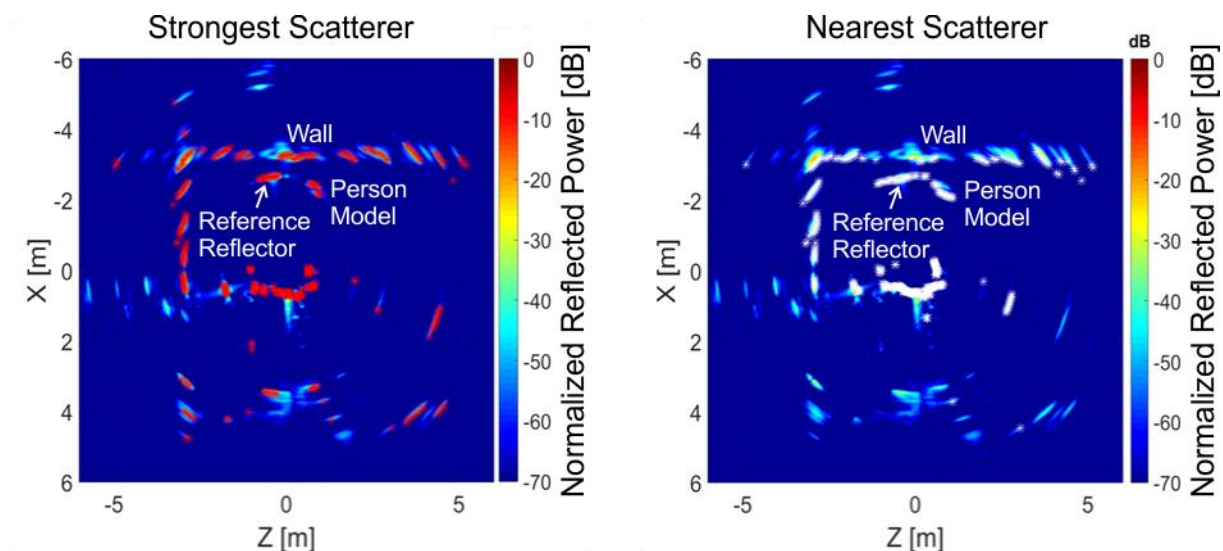 Strongest Scatterer
-6
-4
-2
0
2
4
6
X [m]
-5
0
5
Z [m]
Wall
Reference
Reflector
Person
Model
0
-10
-20
-30
-40
-50
-60
-70
Normalized Reflected Power [dB]
Nearest Scatterer
-6
-4
-2
0
2
4
6
X [m]
-5
0
5
Z [m]
Wall
Reference
Reflector
Person
Model
dB
0
-10
-20
-30
-40
-50
-60
-70
Normalized Reflected Power [dB]